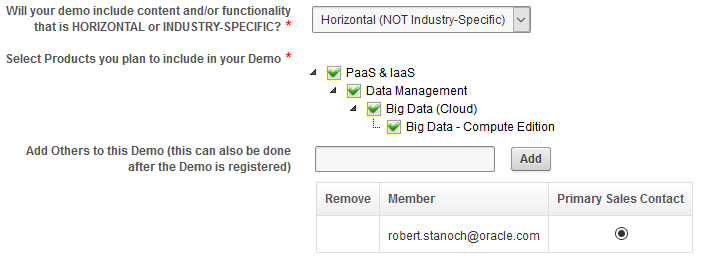 Will your demo include content and/or functionality
that is HORIZONTAL or INDUSTRY-SPECIFIC? *
Horizontal (NOT Industry-Specific)
Select Products you plan to include in your Demo *
PaaS & IaaS
Data Management
Big Data (Cloud)
Big Data - Compute Edition
Add Others to this Demo (this can also be done
after the Demo is registered)
Add
Remove Member Primary Sales Contact
robert.stanoch@oracle.com